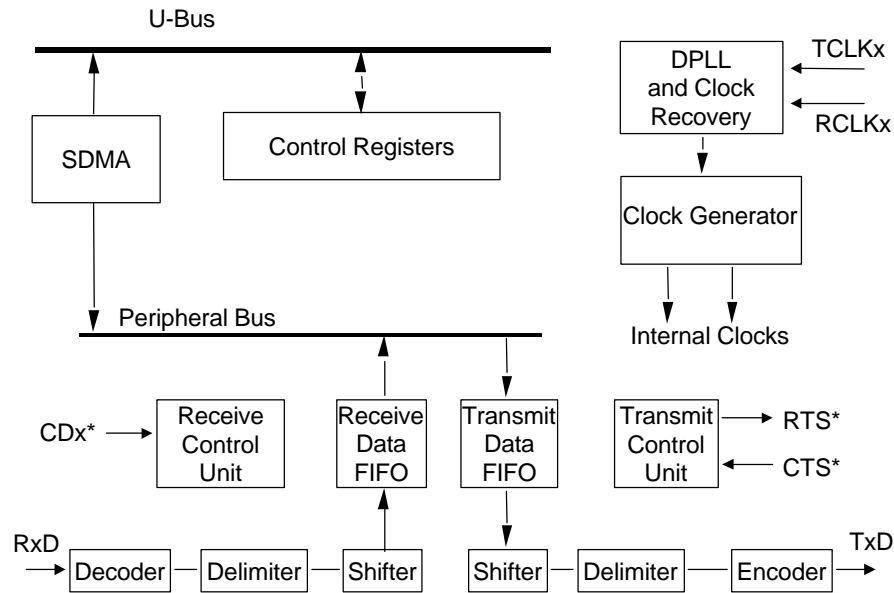 U-Bus
SDMA
Control Registers
DPLL
and Clock
Recovery
TCLKx
RCLKx
Clock Generator
Internal Clocks
Peripheral Bus
CDx*
Receive
Control
Unit
Receive
Data
FIFO
Transmit
Data
FIFO
Transmit
Control
Unit
RTS*
CTS*
RxD
Decoder
Delimiter
Shifter
Shifter
Delimiter
Encoder
TxD